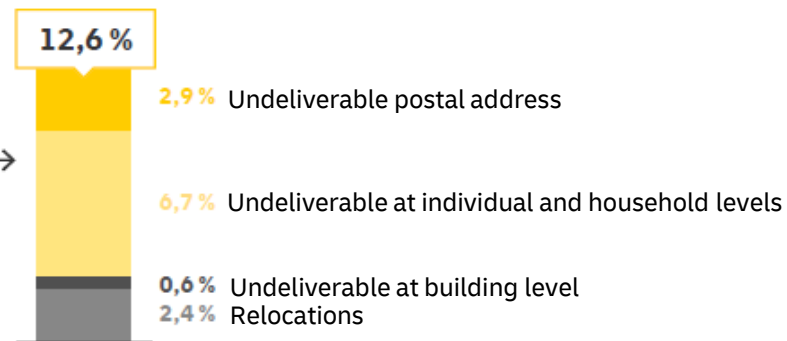 12,6 %
2,9 % Undeliverable postal address
6,7 % Undeliverable at individual and household levels
0,6 % Undeliverable at building level
2,4 % Relocations